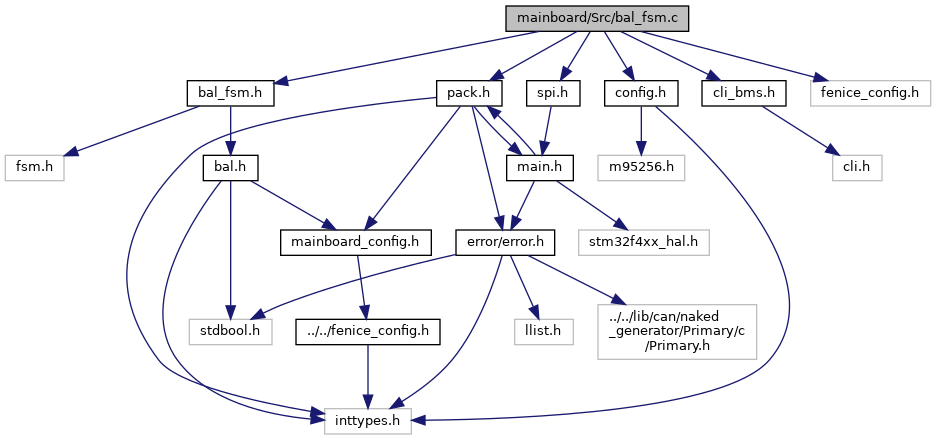 mainboard/Src/bal_fsm.c
bal_fsm.h
pack.h
spi.h
config.h
cli_bms.h
fenice_config.h
fsm.h
bal.h
main.h
m95256.h
cli.h
mainboard_config.h
error/error.h
stm32f4xx_hal.h
stdbool.h
../../fenice_config.h
llist.h
../../lib/can/naked
_generator/Primary/c
/Primary.h
inttypes.h